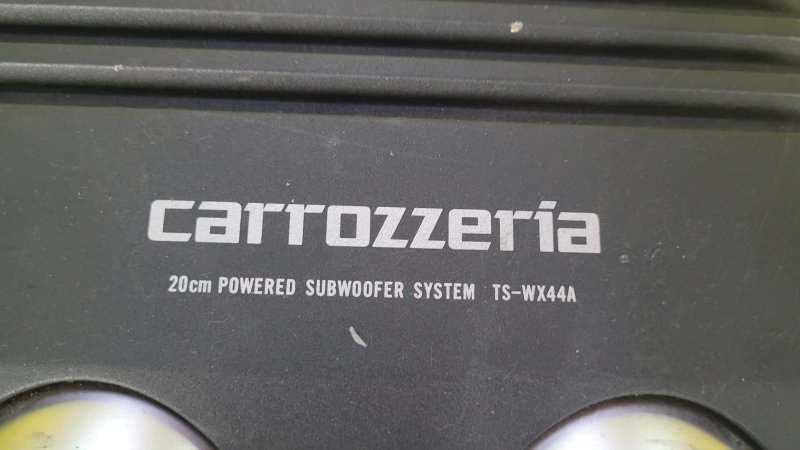 carrozzeria
20cm POWERED SUBWOOFER SYSTEM TS-WX44A